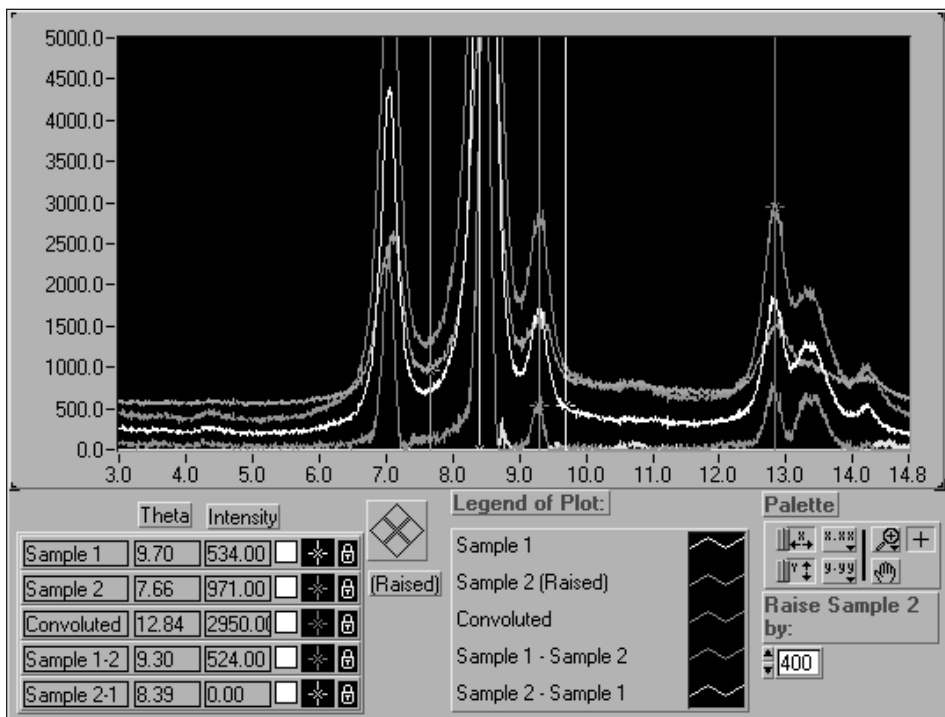 5000.0-
4500.0-
4000.0-
3500.0-
3000.0-
2500.0-
2000.0-
1500.0-
1000.0-
500.0-
0.0-
3.0 4.0 5.0 6.0 7.0 8.0 9.0 10.0 11.0 12.0 13.0 14.0 14.8
Theta Intensity
Sample 1 9.70 534.00
Sample 2 7.66 971.00
Convoluted 12.84 2950.00
Sample 1-2 9.30 524.00
Sample 2-1 8.39 0.00
(Raised)
Legend of Plot:
Sample 1
Sample 2 (Raised)
Convoluted
Sample 1 - Sample 2
Sample 2 - Sample 1
Palette
X X.XX
Y Y.YY
Raise Sample 2
by:
400